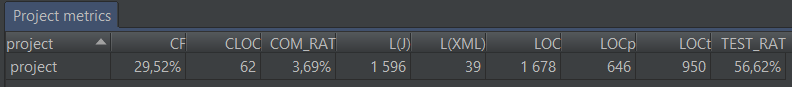 Project metrics
project CF CLOC COM_RAT L(J) L(XML) LOC LOCp LOCt TEST_RAT
project 29,52% 62 3,69% 1 596 39 1 678 646 950 56,62%